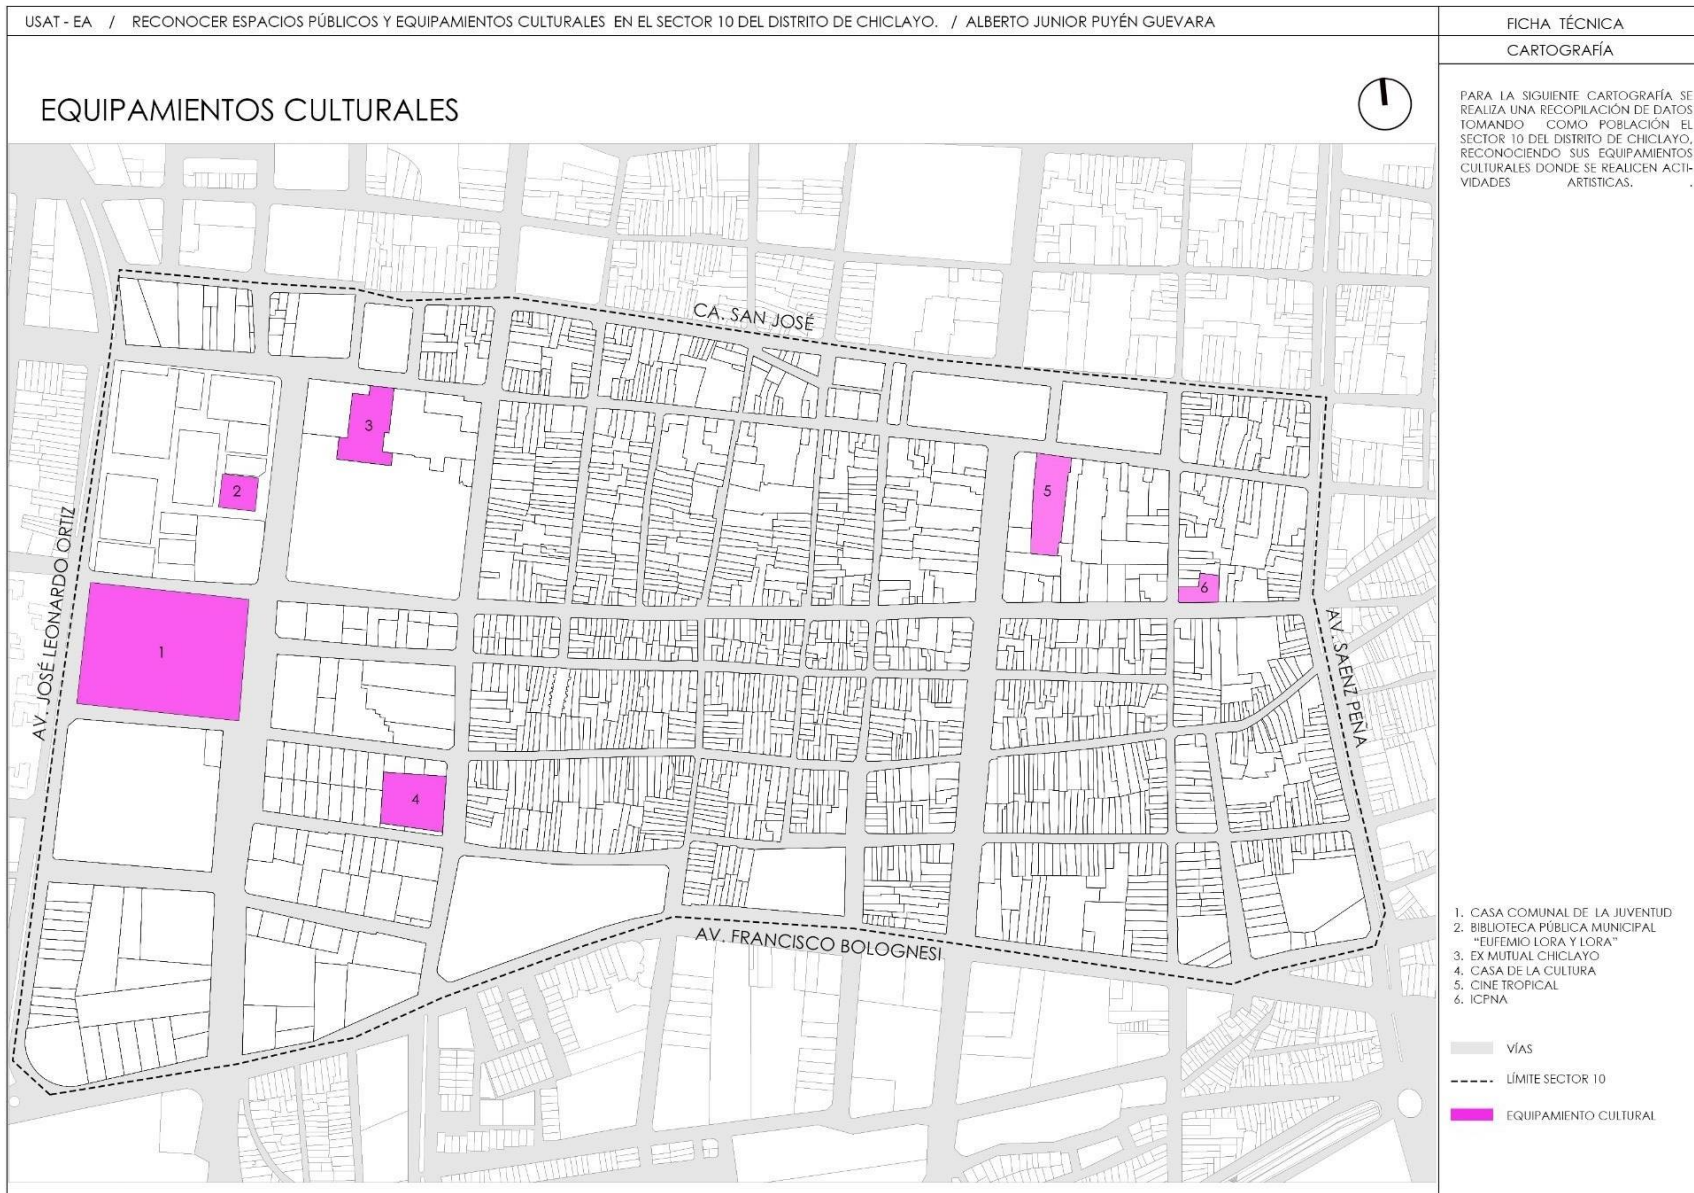 USAT - EA / RECONOCER ESPACIOS PÚBLICOS Y EQUIPAMIENTOS CULTURALES EN EL SECTOR 10 DEL DISTRITO DE CHICLAYO. / ALBERTO JUNIOR PUYÉN GUEVARA
FICHA TÉCNICA
CARTOGRAFÍA
EQUIPAMIENTOS CULTURALES
PARA LA SIGUIENTE CARTOGRAFÍA SE
REALIZA UNA RECOPILACIÓN DE DATOS
TOMANDO COMO POBLACIÓN EL
SECTOR 10 DEL DISTRITO DE CHICLAYO,
RECONOCIENDO SUS EQUIPAMIENTOS
CULTURALES DONDE SE REALICEN ACTI-
VIDADES ARTISTICAS. .
CA. SAN JOSÉ
3
2
5
6
AV. JOSÉ LEONARDO ORTIZ
1
AV. SAENZ PEÑA
4
AV. FRANCISCO BOLOGNESI
1. CASA COMUNAL DE LA JUVENTUD
2. BIBLIOTECA PÚBLICA MUNICIPAL
"EUFEMIO LORA Y LORA"
3. EX MUTUAL CHICLAYO
4. CASA DE LA CULTURA
5. CINE TROPICAL
6. ICPNA
VÍAS
LÍMITE SECTOR 10
EQUIPAMIENTO CULTURAL